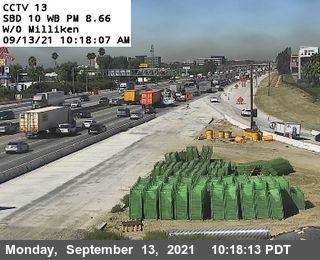 CCTV 13
SBD 10 WB PM 8.66
W/O Milliken
09/13/21 10:18:07 AM
Monday, September 13, 2021 10:18:13 PDT